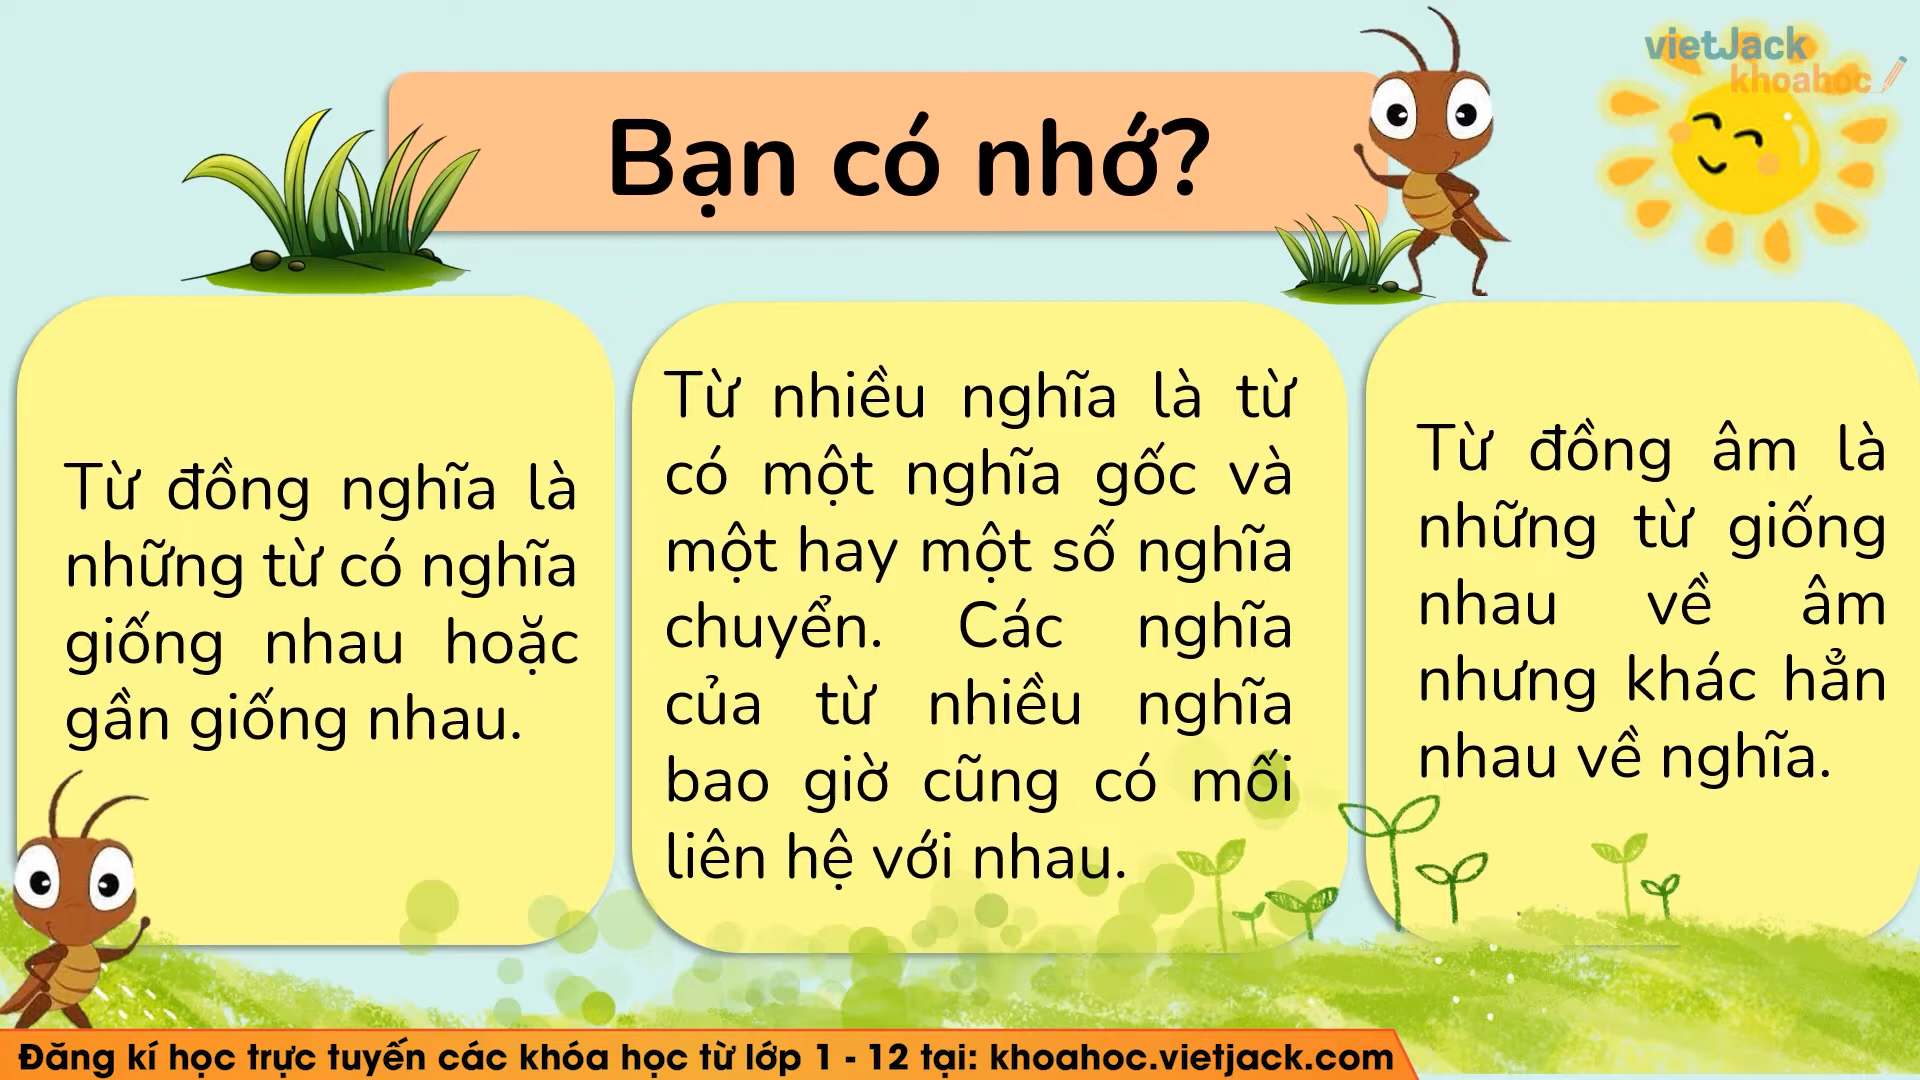 vietJack
khoahoc
Bạn có nhớ?
Từ đồng nghĩa là
những từ có nghĩa
giống nhau hoặc
gần giống nhau.
Từ nhiều nghĩa là từ
có một nghĩa gốc và
một hay một số nghĩa
chuyển. Các nghĩa
của từ nhiều nghĩa
bao giờ cũng có mối
liên hệ với nhau.
Từ đồng âm là
những từ giống
nhau về âm
nhưng khác hẳn
nhau về nghĩa.
Đăng kí học trực tuyến các khóa học từ lớp 1 - 12 tại: khoahoc.vietjack.com